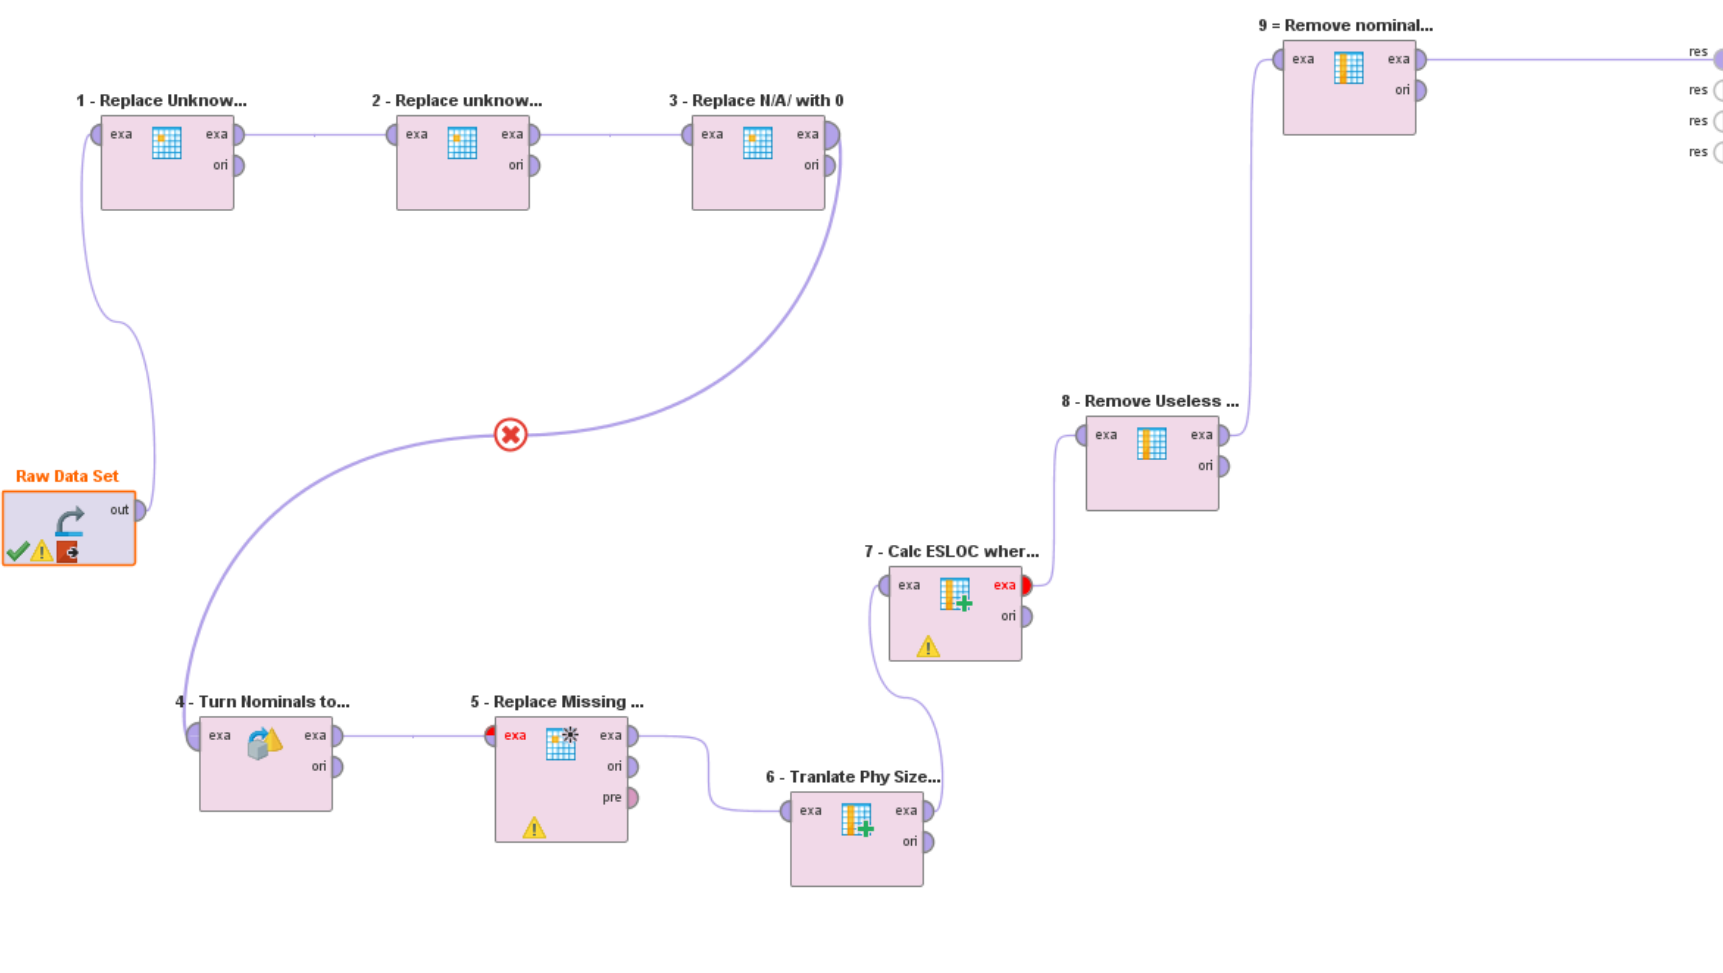 9 = Remove nominal...
exa exa
ori
res
res
res
res
1 - Replace Unknow...
exa exa
ori
2 - Replace unknow...
exa exa
ori
3 - Replace N/A/ with 0
exa exa
ori
Raw Data Set
out
4 - Turn Nominals to...
exa exa
ori
5 - Replace Missing ...
exa exa
ori
pre
6 - Tranlate Phy Size...
exa exa
ori
7 - Calc ESLOC wher...
exa exa
ori
8 - Remove Useless ...
exa exa
ori